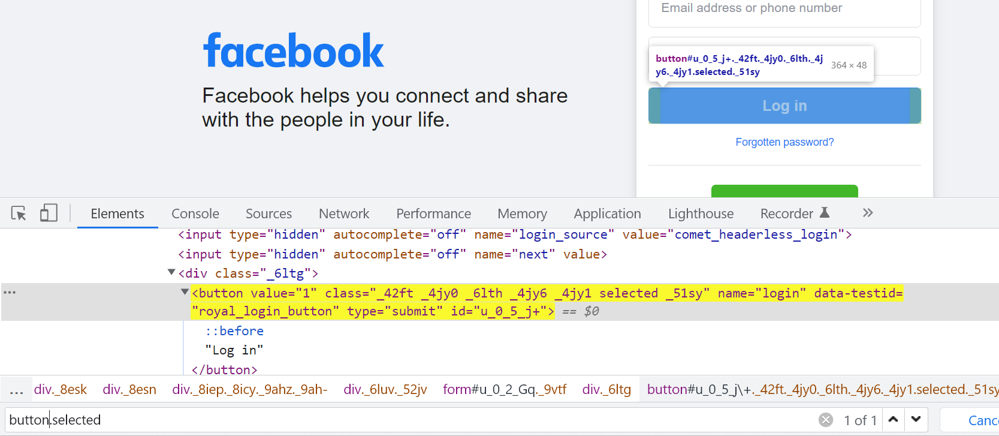 Email address or phone number
facebook
Facebook helps you connect and share
with the people in your life.
button#u_0_5_j+._42ft._4jy0._6lth._4j
y6._4jy1.selected._51sy
364 × 48
Log in
Forgotten password?
Elements Console Sources Network Performance Memory Application Lighthouse Recorder
<input type="hidden" autocomplete="off" name="login_source" value="comet_headerless_login">
<input type="hidden" autocomplete="off" name="next" value>
<div class="_6ltg">
<button value="1" class="_42ft _4jy0 _6lth _4jy6 _4jy1 selected _51sy" name="login" data-testid=
"royal_login_button" type="submit" id="u_0_5_j+"> == $0
::before
"Log in"
</button>
... div._8esk div._8esn div._8iep._8icy._9ahz._9ah- div._6luv._52jv form#u_0_2_Gq._9vtf div._6ltg button#u_0_5_j\+._42ft._4jy0._6lth._4jy6._4jy1.selected._51sy
button.selected
1 of 1
Canc